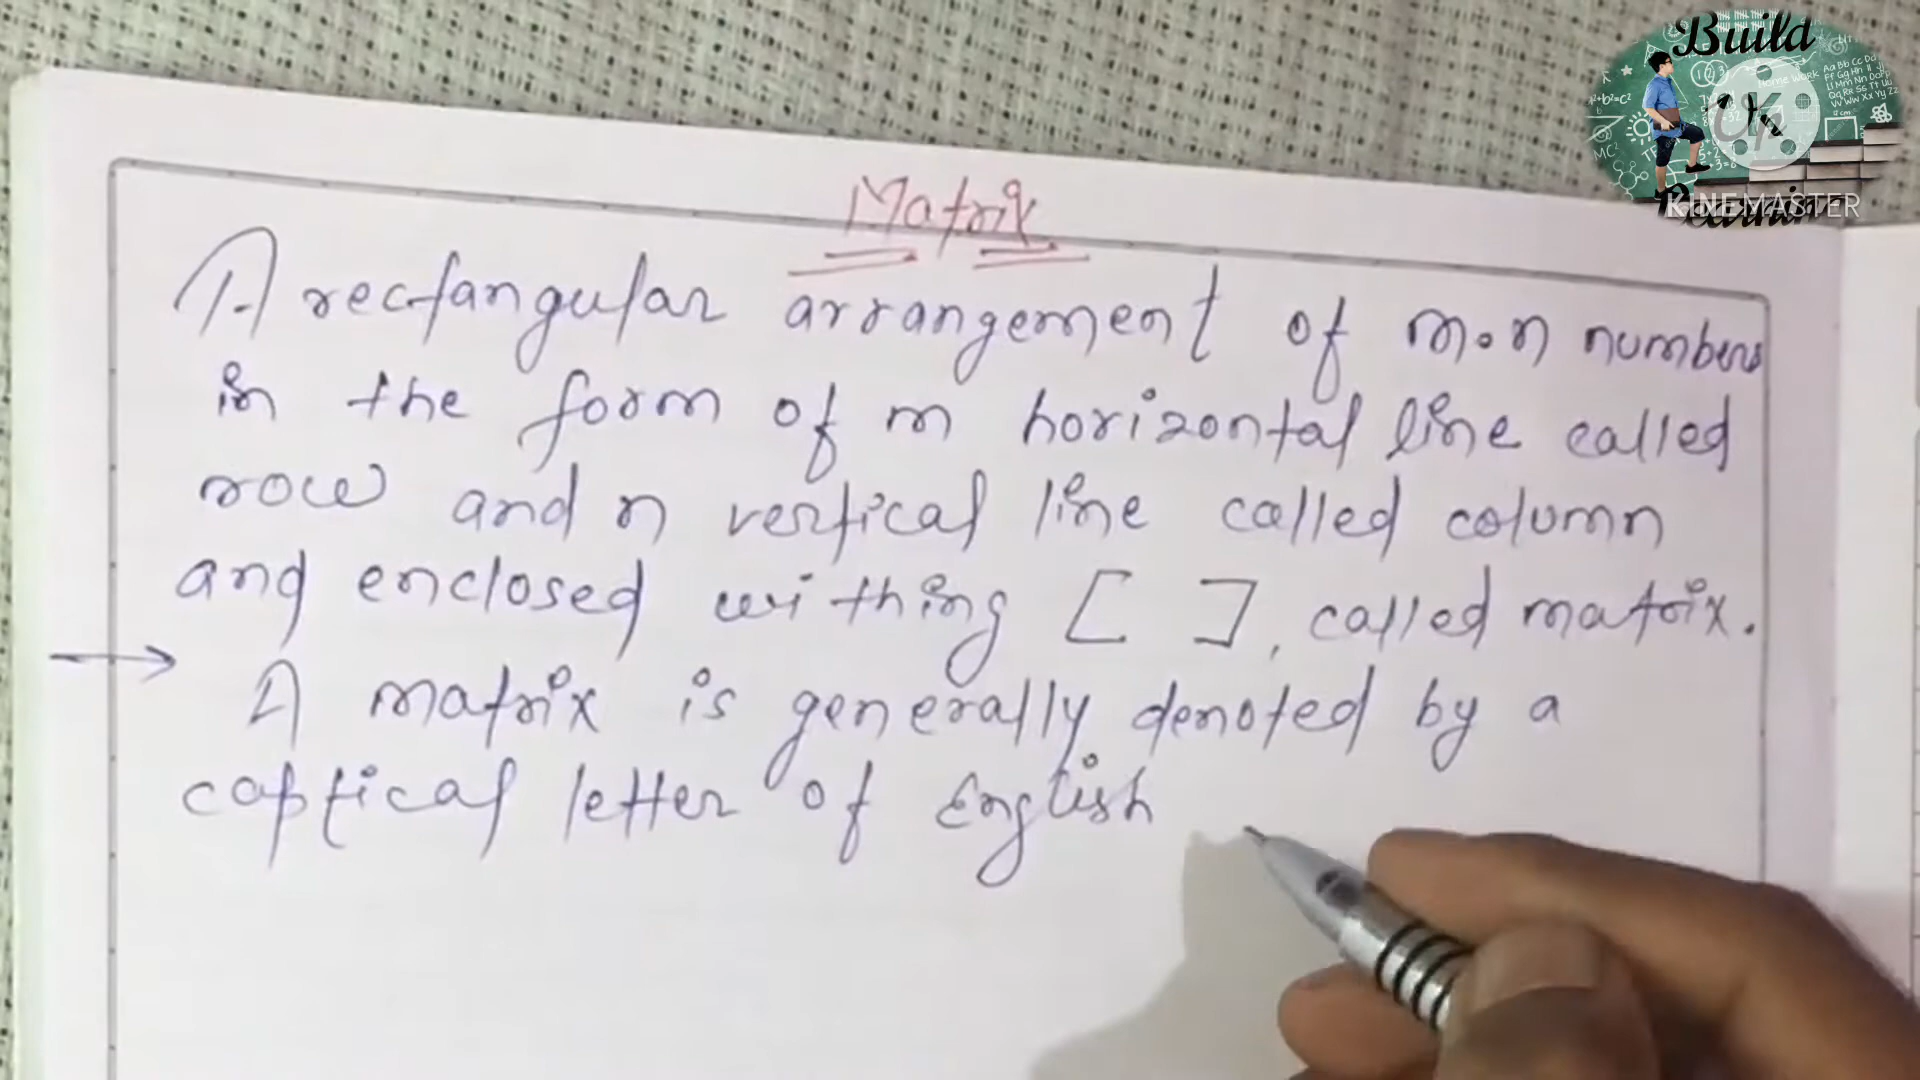 Build
KINEMASTER
Matrix
A rectangular arrangement of m.n numbers
in the form of m horizontal line called
row and n vertical line called column
and enclosed withing [ ], called matrix.
→
A matrix is generally denoted by a
captical letter of English